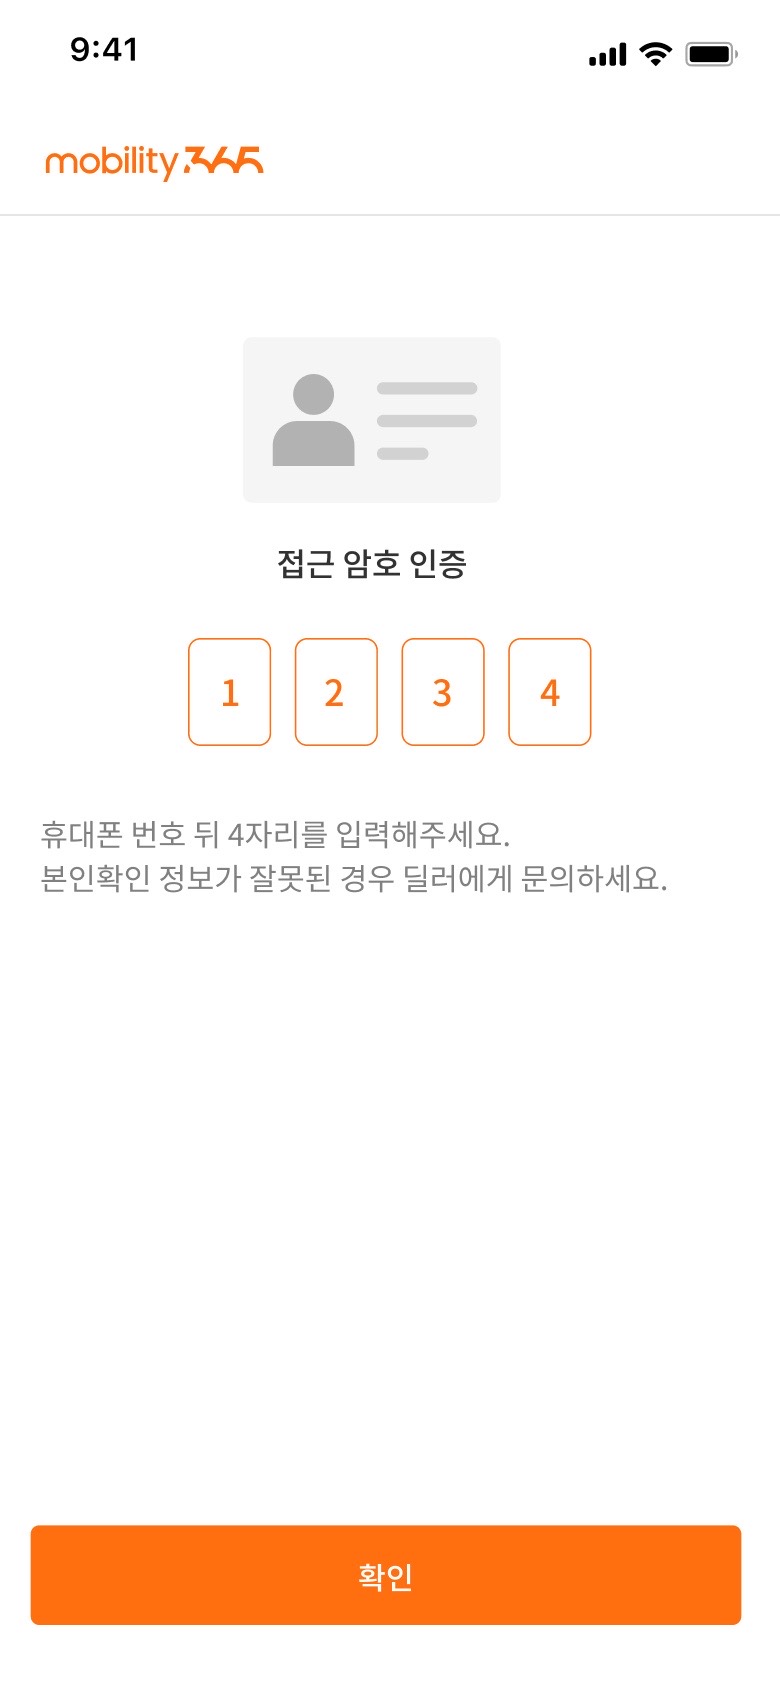 9:41
mobility 365
접근 암호 인증
1 2 3 4
휴대폰 번호 뒤 4자리를 입력해주세요.
본인확인 정보가 잘못된 경우 딜러에게 문의하세요.
확인